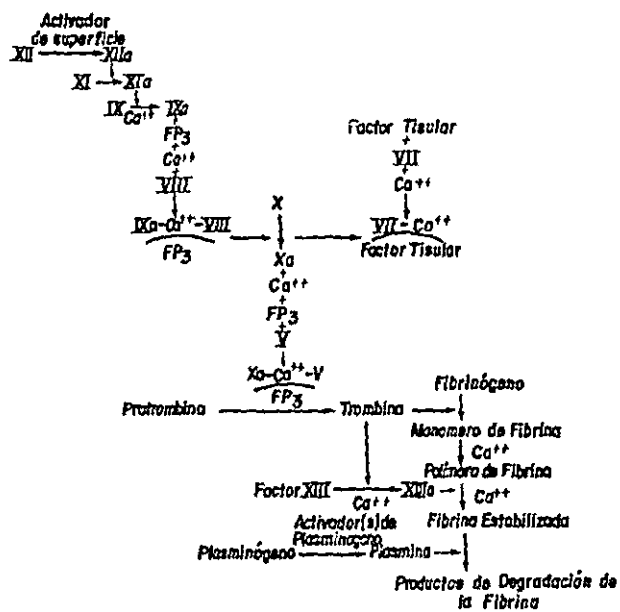 Activador
de superficie
XII XIIa
XI XIa
IX Ca++ IXa
+
FP3
+
Ca++
+
VIII
IXa-Ca++-VIII
FP3
X
Xa
+
Ca++
+
FP3
+
V
Xa-Ca++-V
FP3
Factor Tisular
+
VII
+
Ca++
VII - Ca++
Factor Tisular
Protrombina Trombina
Fibrinógeno
Monomero de Fibrina
Ca++
Polímero de Fibrina
Factor XIII XIIIa
Ca++
Ca++
Fibrina Estabilizada
Activador(s) de
Plasminógeno
Plasminógeno Plasmina
Productos de Degradación de
la Fibrina